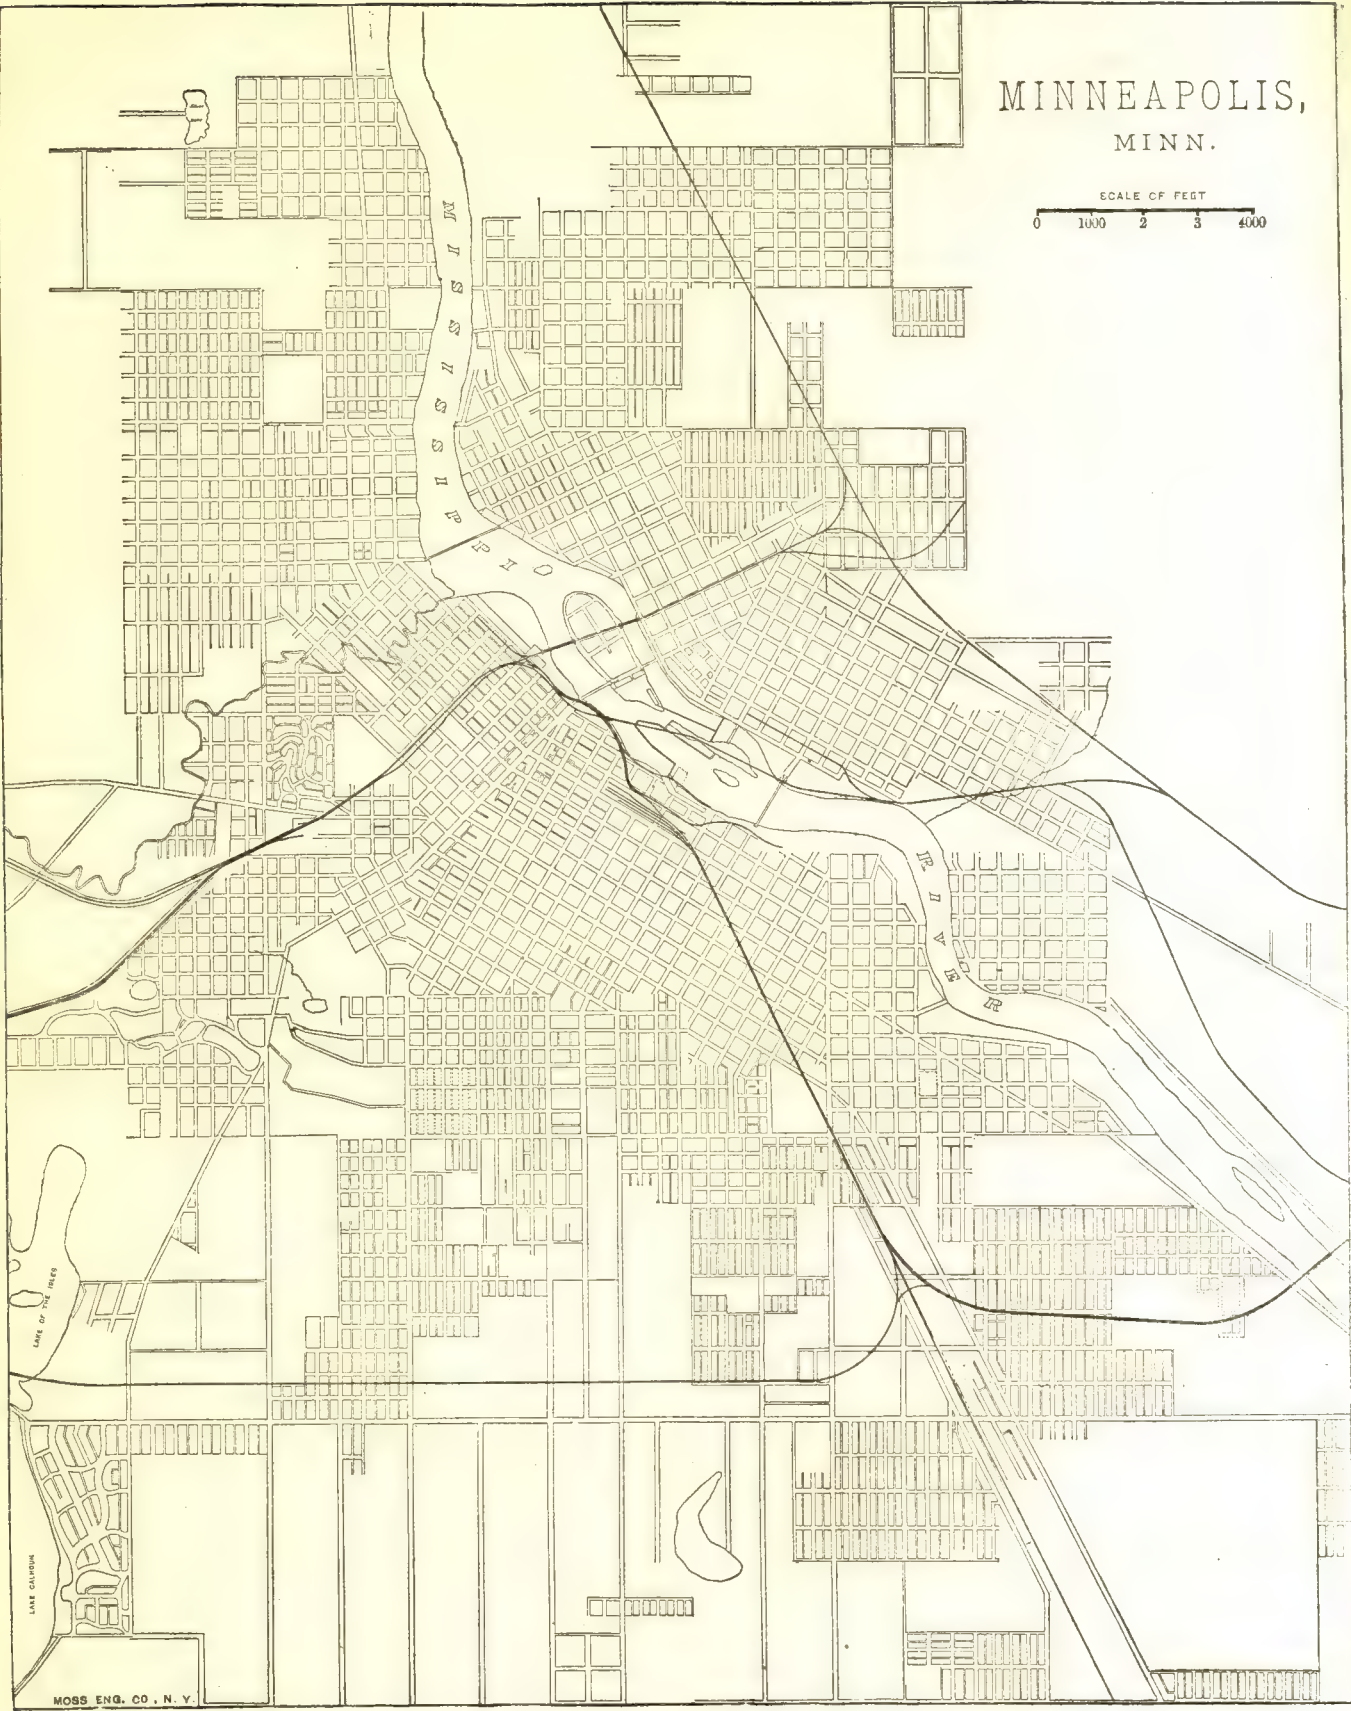 MINNEAPOLIS,
MINN.
SCALE OF FEET
0 1000 2 3 4000
MISSISSIPPI
RIVER
LAKE OF THE ISLES
LAKE CALHOUN
MOSS ENG. CO., N. Y.